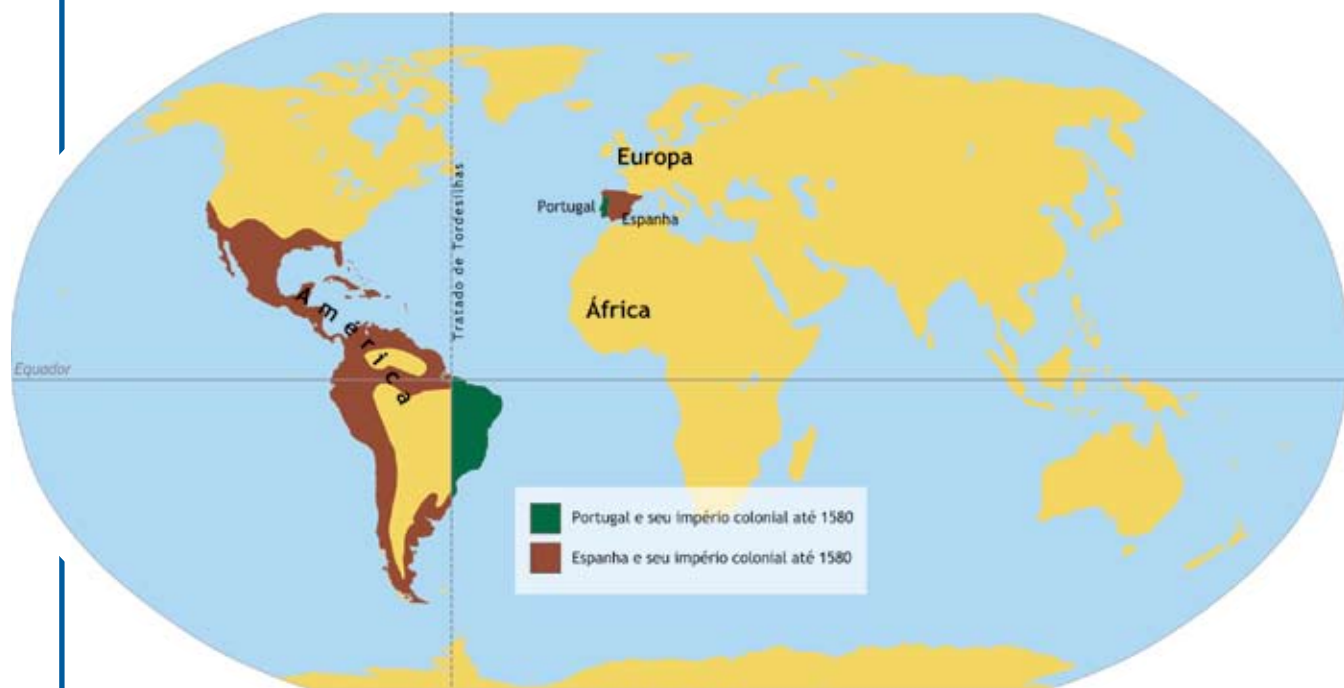 Europa
Portugal
Espanha
Tratado de Tordesilhas
América
África
Equador
Portugal e seu império colonial até 1580
Espanha e seu império colonial até 1580